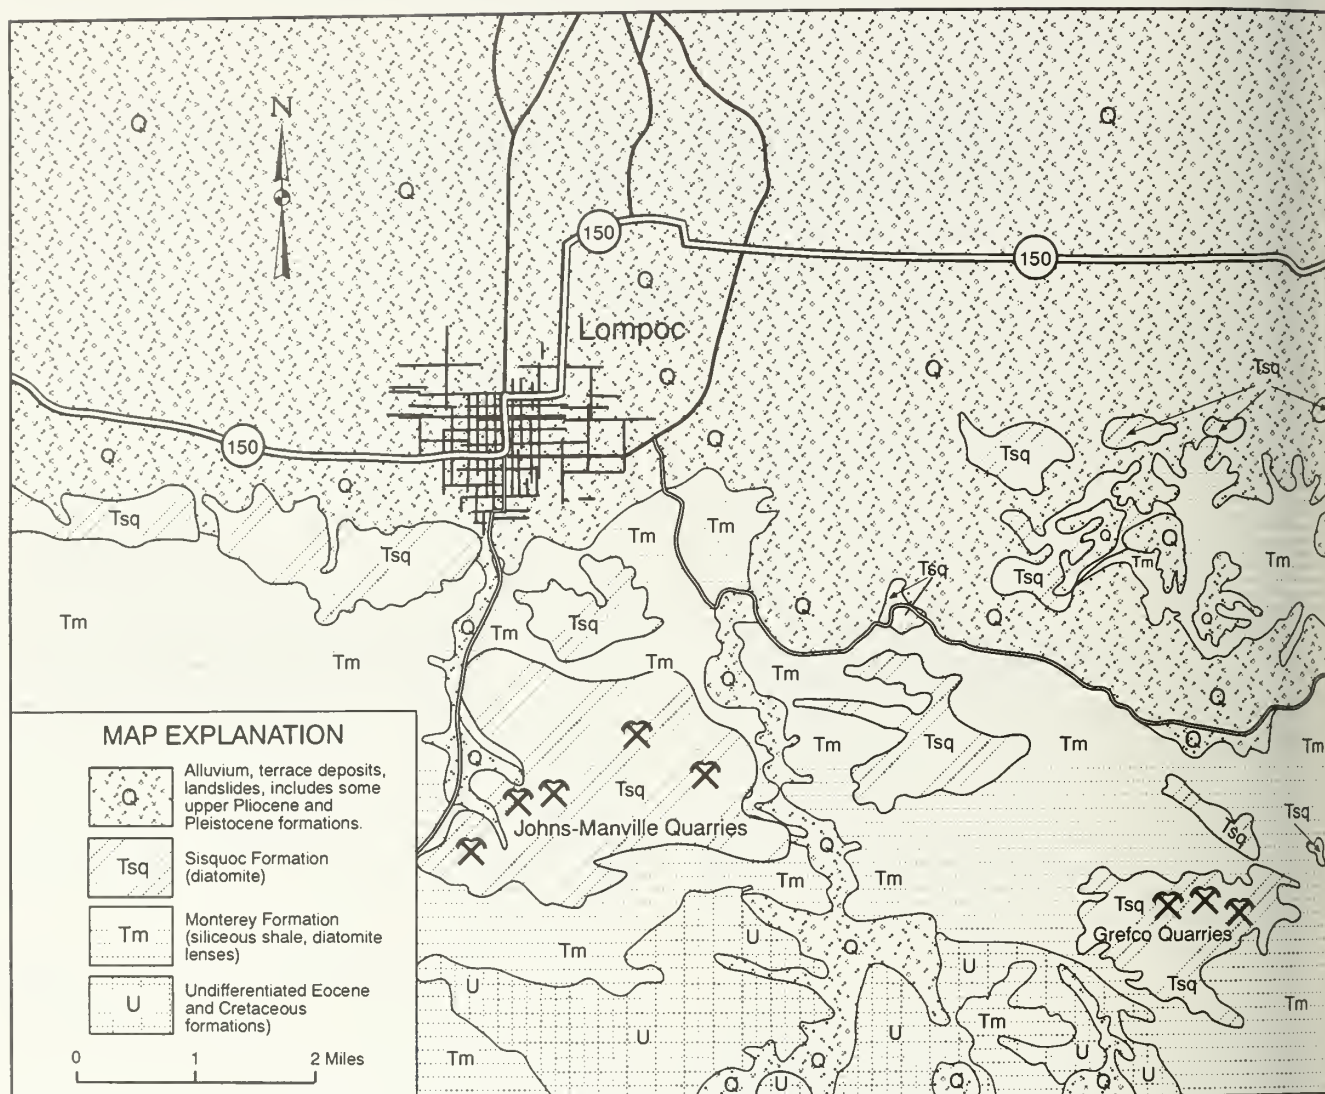 Q
N
Q
Q
150
150
Q
Lompoc
Q
Q
Tsq
150
Q
Q
Q
Tsq
Tsq
Tsq
Tm
Tm
Q
Q
Tm
Tm
Tsq
Tsq
Tsq
Q
Q
Q
Tm
Q
Tsq
Tm
Tm
Tm
Tm
Q
Q
Tm
Tsq
Tm
Q
Tm
Q
Tsq
Johns-Manville Quarries
Tsq
Tsq
Q
Tm
Tm
Tsq
Grefco Quarries
Tsq
Tm
U
Q
U
Tm
U
U
U
Tm
Tm
Q
U
Q
Q
U
Q
U
MAP EXPLANATION
Q
Alluvium, terrace deposits,
landslides, includes some
upper Pliocene and
Pleistocene formations.
Tsq
Sisquoc Formation
(diatomite)
Tm
Monterey Formation
(siliceous shale, diatomite
lenses)
U
Undifferentiated Eocene
and Cretaceous
formations)
0 1 2 Miles